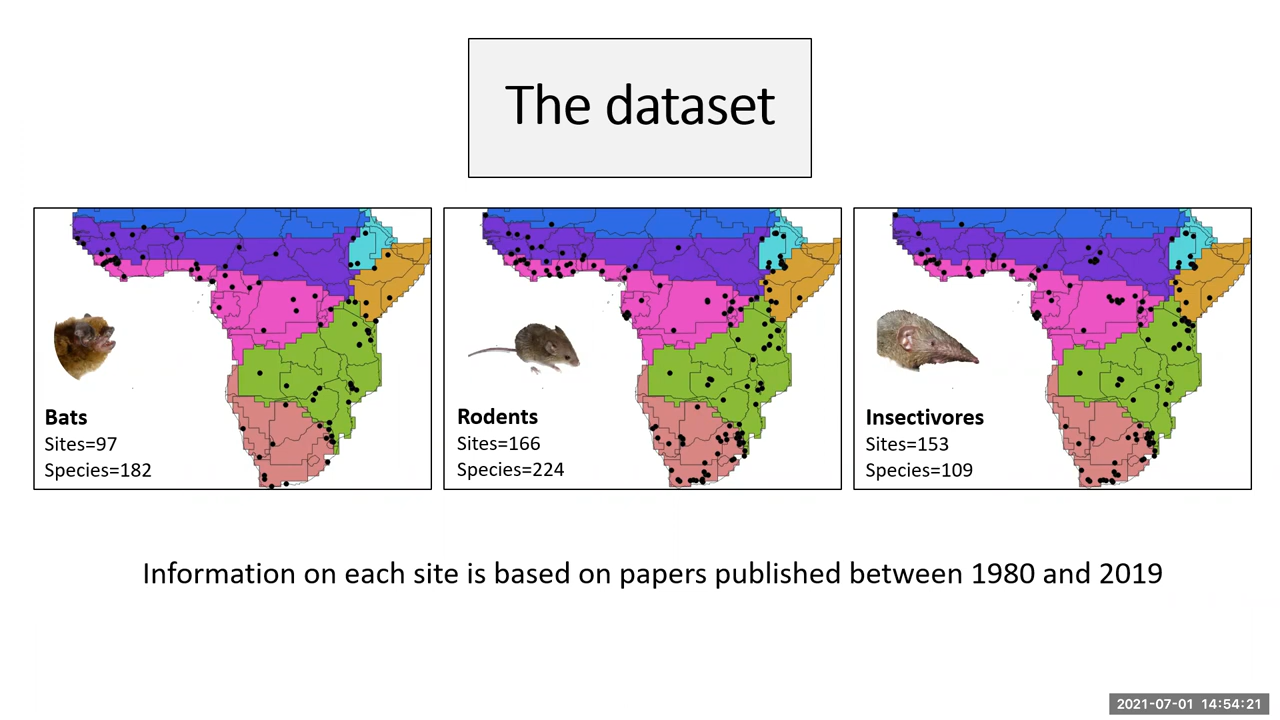 The dataset
Bats
Sites=97
Species=182
Rodents
Sites=166
Species=224
Insectivores
Sites=153
Species=109
Information on each site is based on papers published between 1980 and 2019
2021-07-01 14:54:21